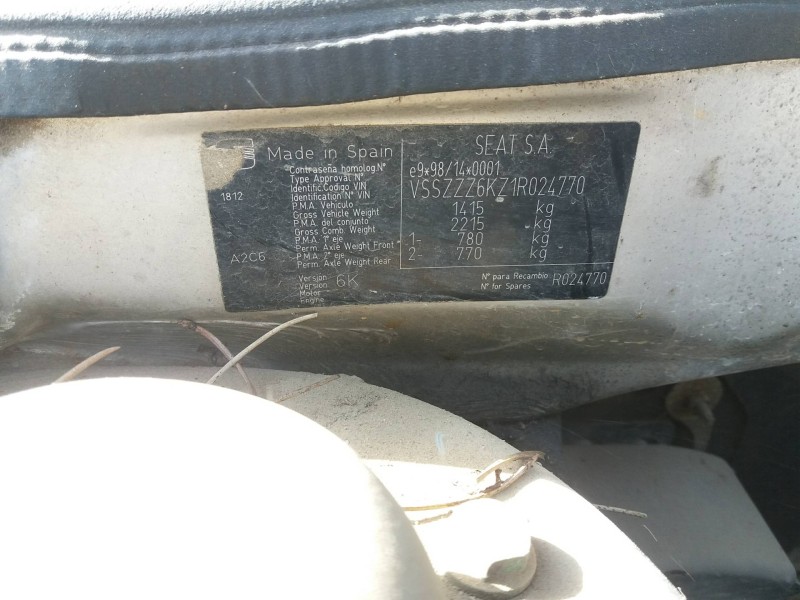 Made in Spain
SEAT S.A.
Contraseña homolog.N°
e9*98/14*0001
Type Approval N°
Identific.Codigo VIN
VSSZZZ6KZ1R024770
Identification N° VIN
1812
P.M.A. Vehiculo
1415 kg
Gross Vehicle Weight
P.M.A. del conjunto
2215 kg
Gross Comb. Weight
P.M.A. 1° eje
1- 780 kg
Perm. Axle Weight Front
A2C6
P.M.A. 2° eje
2- 770 kg
Perm. Axle Weight Rear
Version
Version
6K
Motor
Engine
N° para Recambio
N° for Spares
R024770